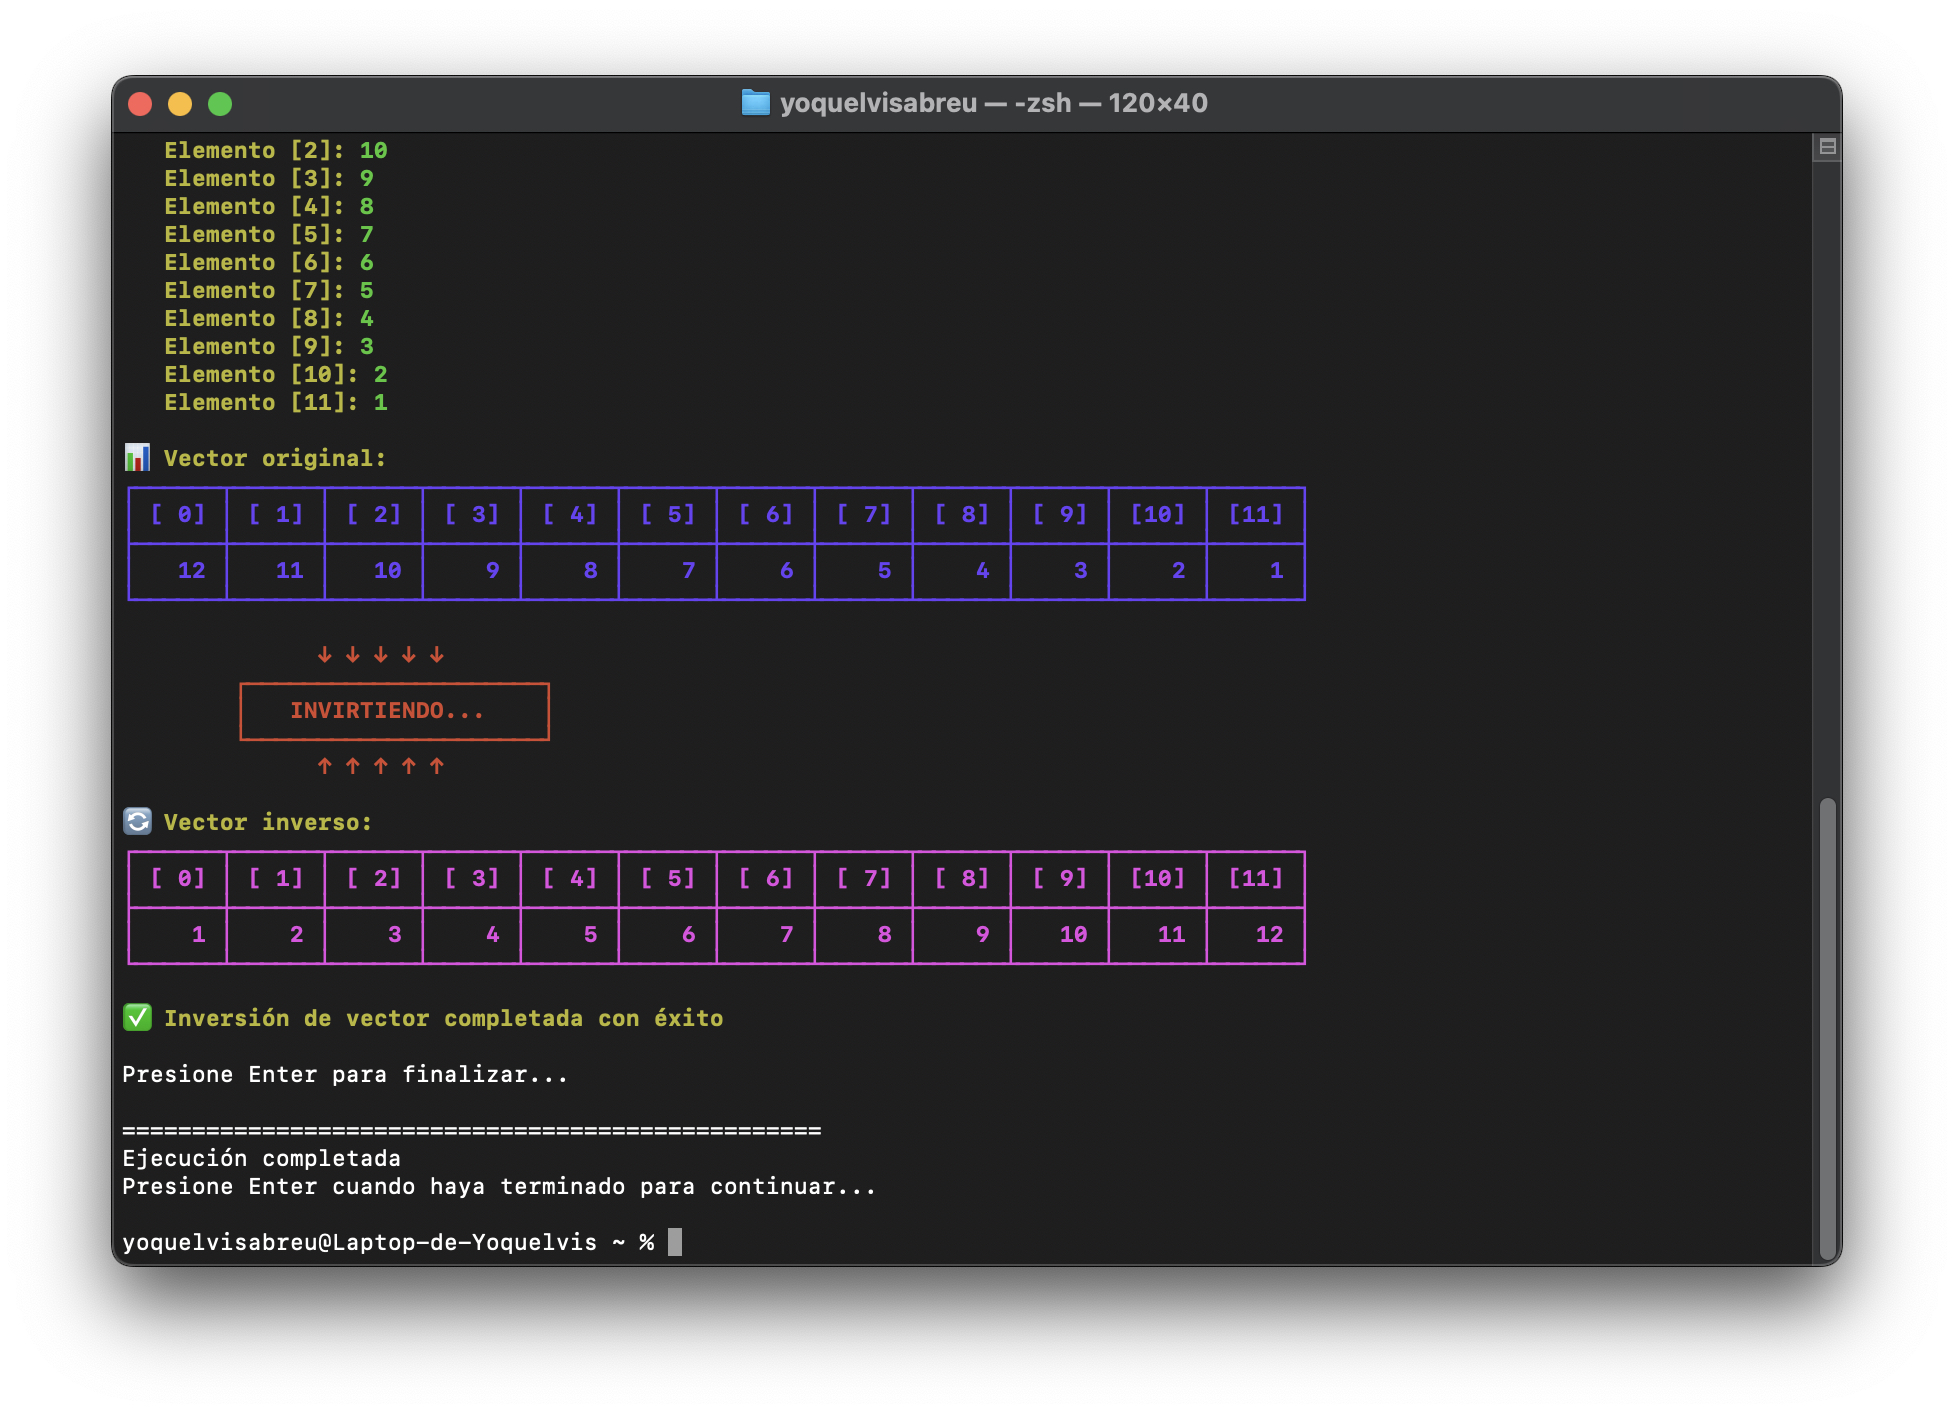 yoquelvisabreu — -zsh — 120×40
Elemento [2]: 10
Elemento [3]: 9
Elemento [4]: 8
Elemento [5]: 7
Elemento [6]: 6
Elemento [7]: 5
Elemento [8]: 4
Elemento [9]: 3
Elemento [10]: 2
Elemento [11]: 1
Vector original:
[ 0] [ 1] [ 2] [ 3] [ 4] [ 5] [ 6] [ 7] [ 8] [ 9] [10] [11]
12 11 10 9 8 7 6 5 4 3 2 1
↓ ↓ ↓ ↓ ↓
INVIRTIENDO...
↑ ↑ ↑ ↑ ↑
Vector inverso:
[ 0] [ 1] [ 2] [ 3] [ 4] [ 5] [ 6] [ 7] [ 8] [ 9] [10] [11]
1 2 3 4 5 6 7 8 9 10 11 12
Inversión de vector completada con éxito
Presione Enter para finalizar...
==================================================
Ejecución completada
Presione Enter cuando haya terminado para continuar...
yoquelvisabreu@Laptop-de-Yoquelvis ~ %